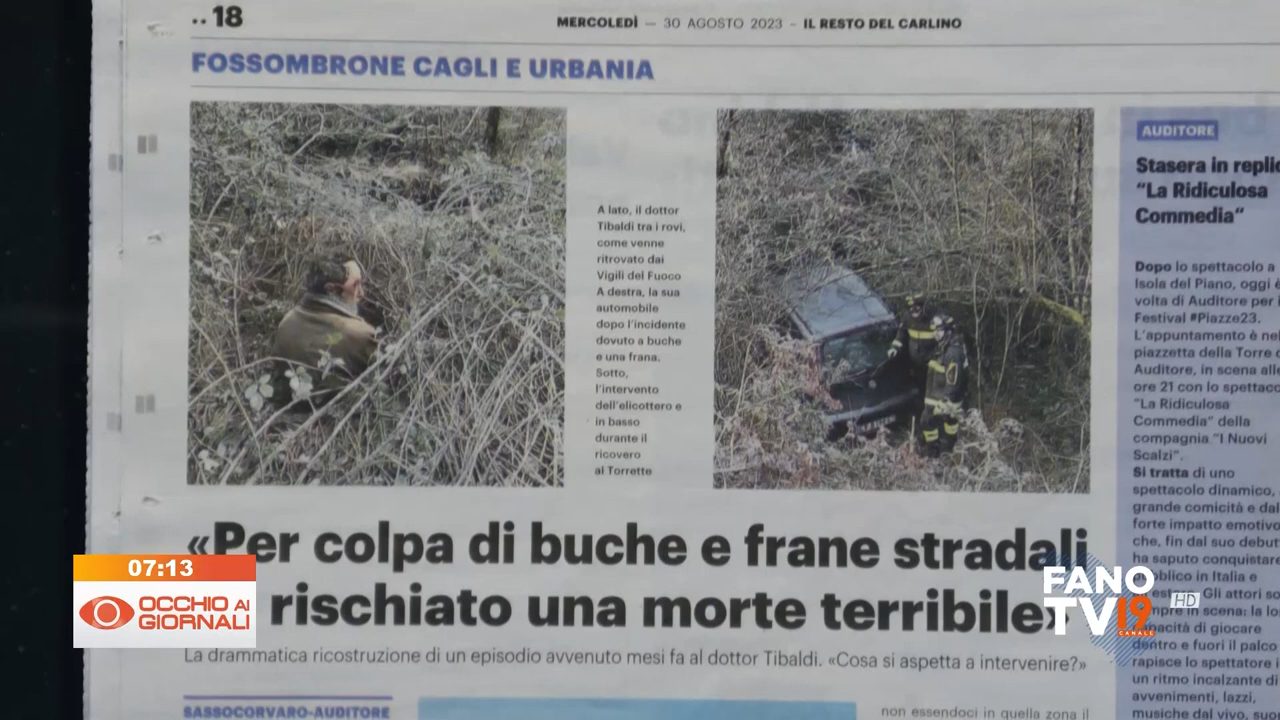 18
MERCOLEDÌ — 30 AGOSTO 2023 – IL RESTO DEL CARLINO
FOSSOMBRONE CAGLI E URBANIA
A lato, il dottor
Tibaldi tra i rovi,
come venne
ritrovato dai
Vigili del Fuoco
A destra, la sua
automobile
dopo l'incidente
dovuto a buche
e una frana.
Sotto,
l'intervento
dell'elicottero e
in basso
durante il
ricovero
al Torrette
«Per colpa di buche e frane stradali
rischiato una morte terribile»
La drammatica ricostruzione di un episodio avvenuto mesi fa al dottor Tibaldi. «Cosa si aspetta a intervenire?»
SASSOCORVARO-AUDITORE
non essendoci in quella zona il
AUDITORE
Stasera in replic
"La Ridiculosa
Commedia"
Dopo lo spettacolo a
Isola del Piano, oggi è
volta di Auditore per i
Festival #Piazze23.
L'appuntamento è nel
piazzetta della Torre
Auditore, in scena alle
ore 21 con lo spettaco
"La Ridiculosa
Commedia" della
compagnia "I Nuovi
Scalzi".
Si tratta di uno
spettacolo dinamico,
grande comicità e dal
forte impatto emotivo
che, fin dal suo debut
ha saputo conquistare
bblico in Italia e
Gli attori so
mpre in scena: la lo
capacità di giocare
dentro e fuori il palco
rapisce lo spettatore i
un ritmo incalzante di
avvenimenti, lazzi,
musiche dal vivo, suo
07:13
OCCHIO AI
GIORNALI
FANO
TV19 HD
CANALE